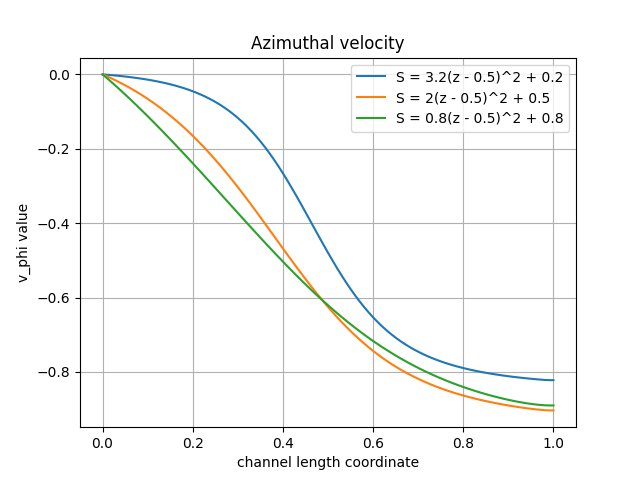 Azimuthal velocity
S = 3.2(z - 0.5)^2 + 0.2
S = 2(z - 0.5)^2 + 0.5
S = 0.8(z - 0.5)^2 + 0.8
0.0
−0.2
−0.4
−0.6
−0.8
v_phi value
0.0 0.2 0.4 0.6 0.8 1.0
channel length coordinate